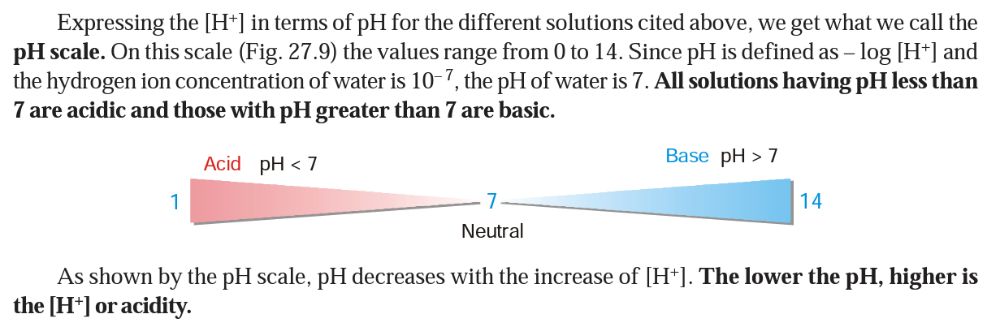 Expressing the [H⁺] in terms of pH for the different solutions cited above, we get what we call the
pH scale. On this scale (Fig. 27.9) the values range from 0 to 14. Since pH is defined as – log [H⁺] and
the hydrogen ion concentration of water is 10⁻⁷, the pH of water is 7. All solutions having pH less than
7 are acidic and those with pH greater than 7 are basic.
Acid pH < 7
Base pH > 7
1
7
14
Neutral
As shown by the pH scale, pH decreases with the increase of [H⁺]. The lower the pH, higher is
the [H⁺] or acidity.